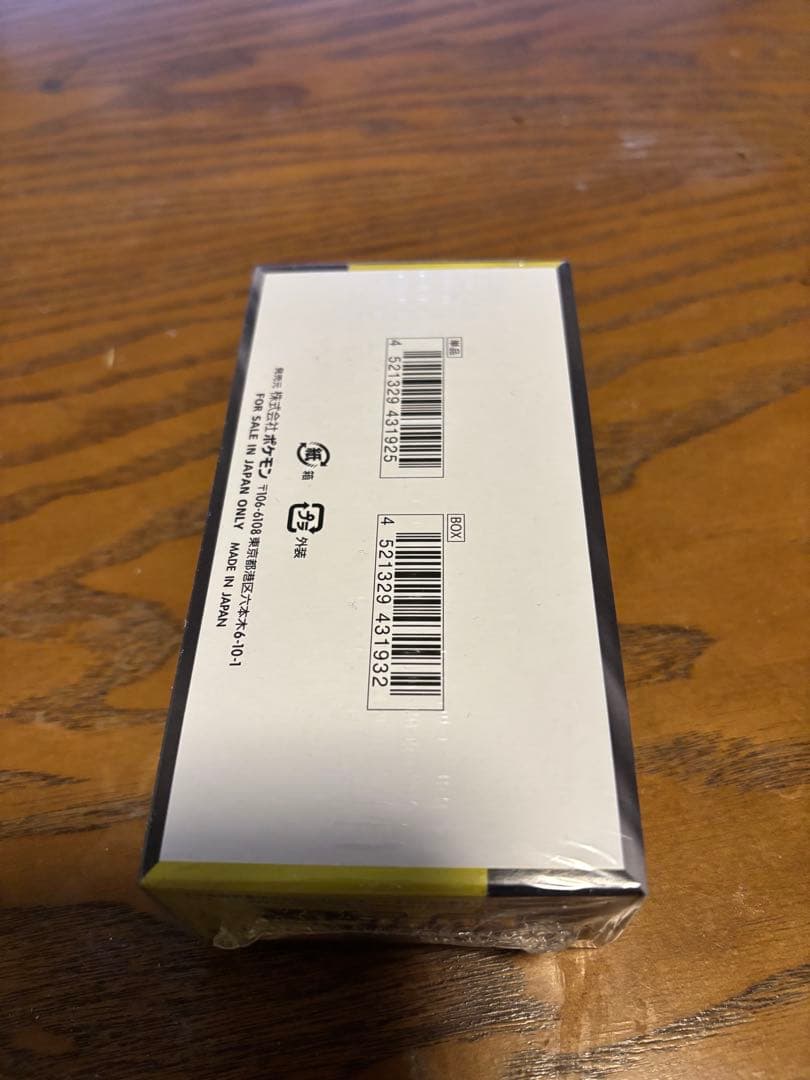 単品
4 521329 431925
BOX
4 521329 431932
紙 箱
プラ 外装
発売元 株式会社 ポケモン 〒106-6108 東京都港区六本木6-10-1
FOR SALE IN JAPAN ONLY MADE IN JAPAN